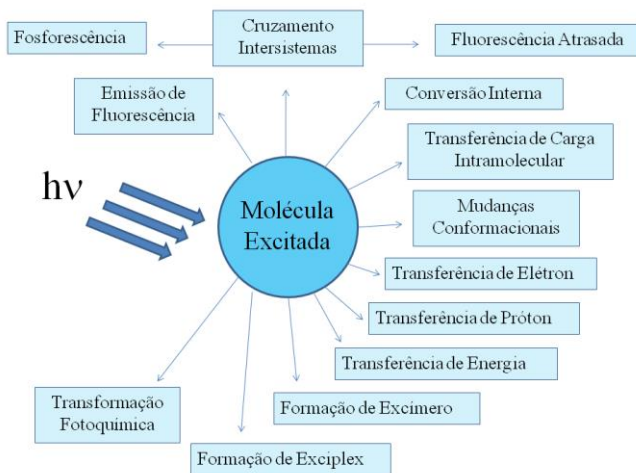 Fosforescência
Cruzamento
Intersistemas
Fluorescência Atrasada
Emissão de
Fluorescência
Conversão Interna
Transferência de Carga
Intramolecular
hν
Molécula
Excitada
Mudanças
Conformacionais
Transferência de Elétron
Transferência de Próton
Transferência de Energia
Transformação
Fotoquímica
Formação de Excimero
Formação de Exciplex